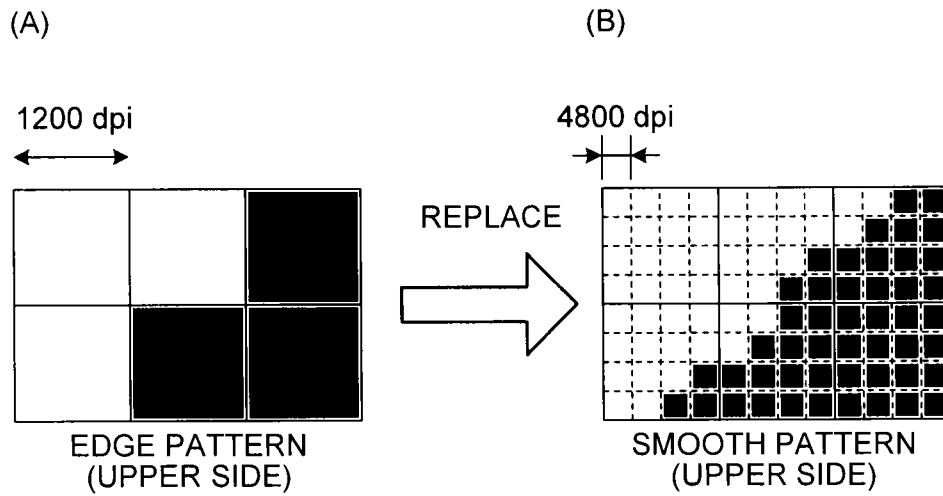 (A)
(B)
1200 dpi
4800 dpi
REPLACE
EDGE PATTERN
(UPPER SIDE)
SMOOTH PATTERN
(UPPER SIDE)